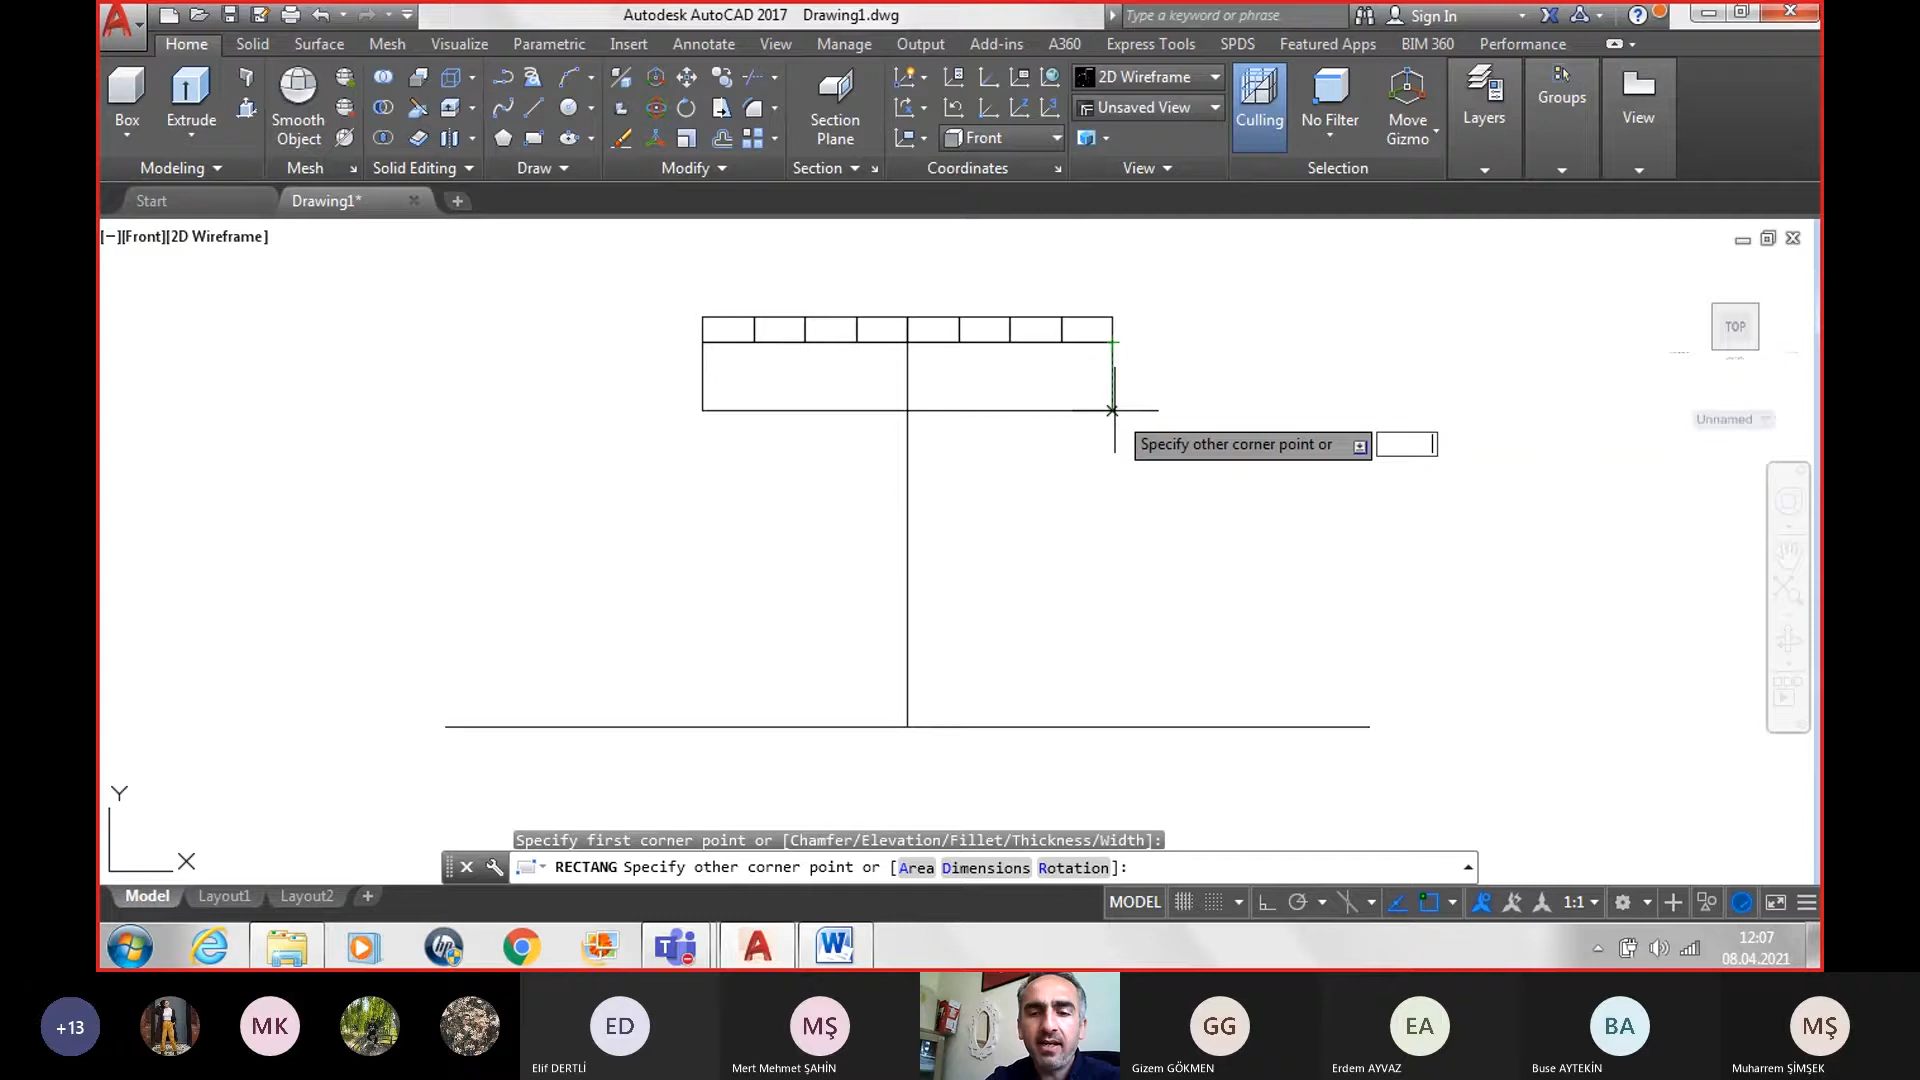 Autodesk AutoCAD 2017 Drawing1.dwg
Type a keyword or phrase
Sign In
Home Solid Surface Mesh Visualize Parametric Insert Annotate View Manage Output Add-ins A360 Express Tools SPDS Featured Apps BIM 360 Performance
Box
Extrude
Smooth Object
Section Plane
2D Wireframe
Unsaved View
Front
Culling
No Filter
Move Gizmo
Layers
Groups
View
Modeling Mesh Solid Editing Draw Modify Section Coordinates View Selection
Start Drawing1*
[−][Front][2D Wireframe]
TOP
Unnamed
Specify other corner point or
Y
X
Specify first corner point or [Chamfer/Elevation/Fillet/Thickness/Width]:
RECTANG Specify other corner point or [Area Dimensions Rotation]:
Model Layout1 Layout2 +
MODEL 1:1
12:07
08.04.2021
+13
MK
ED
MŞ
GG
EA
BA
MŞ
Elif DERTLİ
Mert Mehmet ŞAHİN
Gizem GÖKMEN
Erdem AYVAZ
Buse AYTEKİN
Muharrem ŞİMŞEK